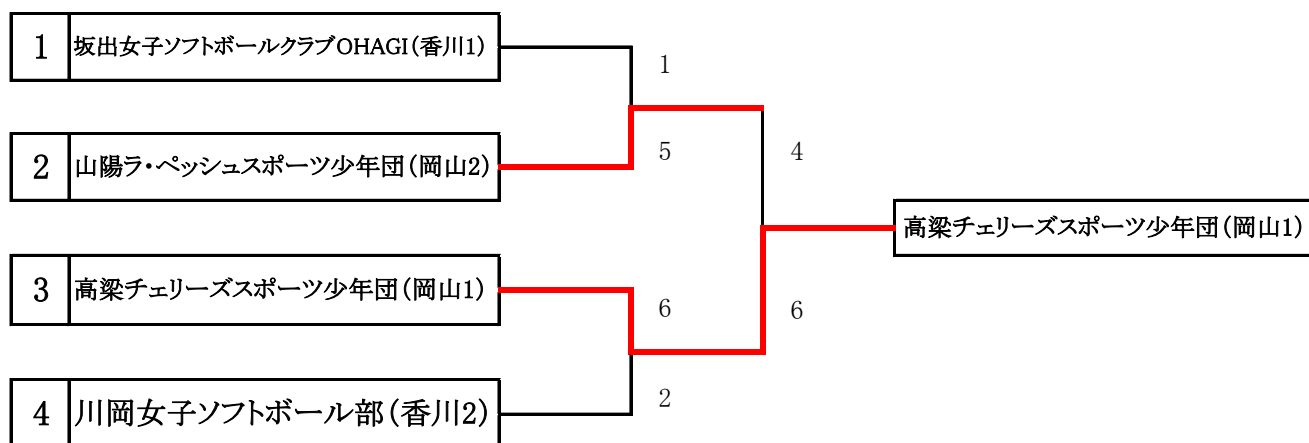 1 坂出女子ソフトボールクラブOHAGI(香川1)
1
2 山陽ラ・ペッシュスポーツ少年団(岡山2)
5
4
高梁チェリーズスポーツ少年団(岡山1)
3 高梁チェリーズスポーツ少年団(岡山1)
6
6
4 川岡女子ソフトボール部(香川2)
2